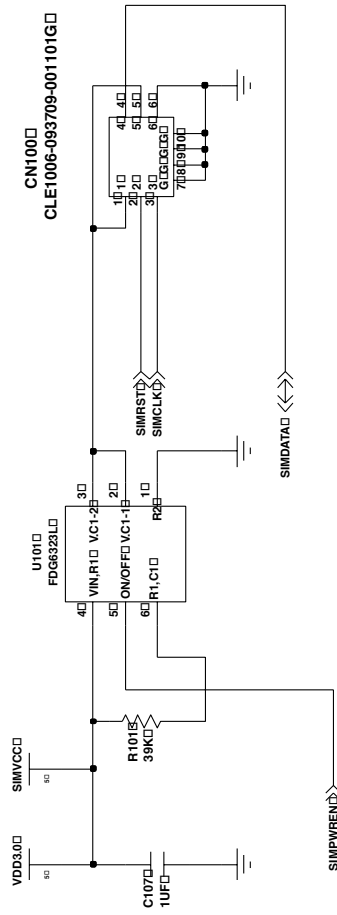 CN100□
CLE1006-093709-001101G□
4□
5□
6□
4□
5□
6□
1□
2□
3□
1□
2□
3□
G□G□G□G□
7□8□9□10□
SIMRST□
SIMCLK□
SIMDATA□
U101□
FDG6323L□
3□
2□
1□
V.C1-2□
V.C1-1□
R2□
VIN,R1□
ON/OFF□
R1,C1□
4□
5□
6□
R101□
39K□
SIMVCC□
5□
VDD3.0□
5□
C107□
1UF□
SIMPWREN□